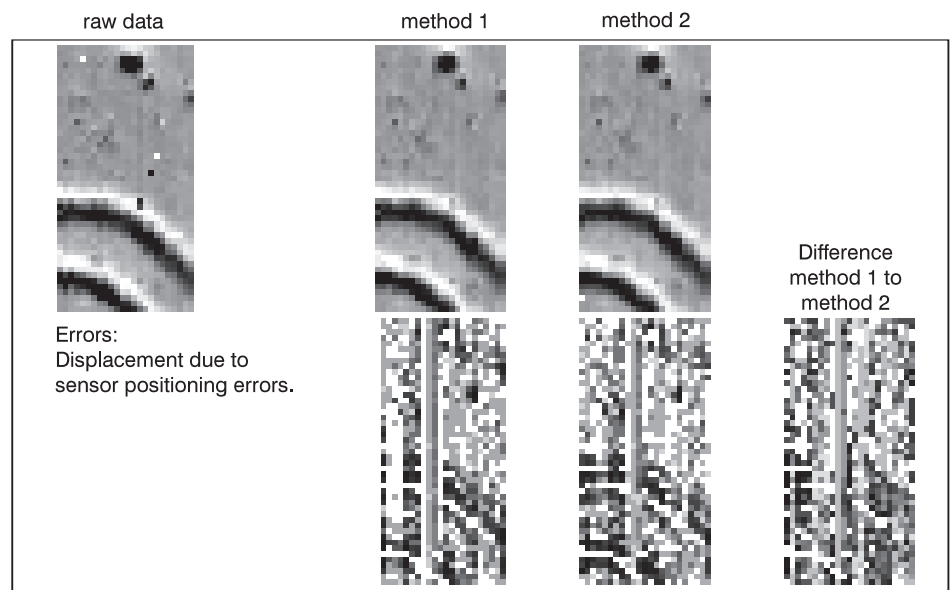 raw data
method 1
method 2
Difference
method 1 to
method 2
Errors:
Displacement due to
sensor positioning errors.